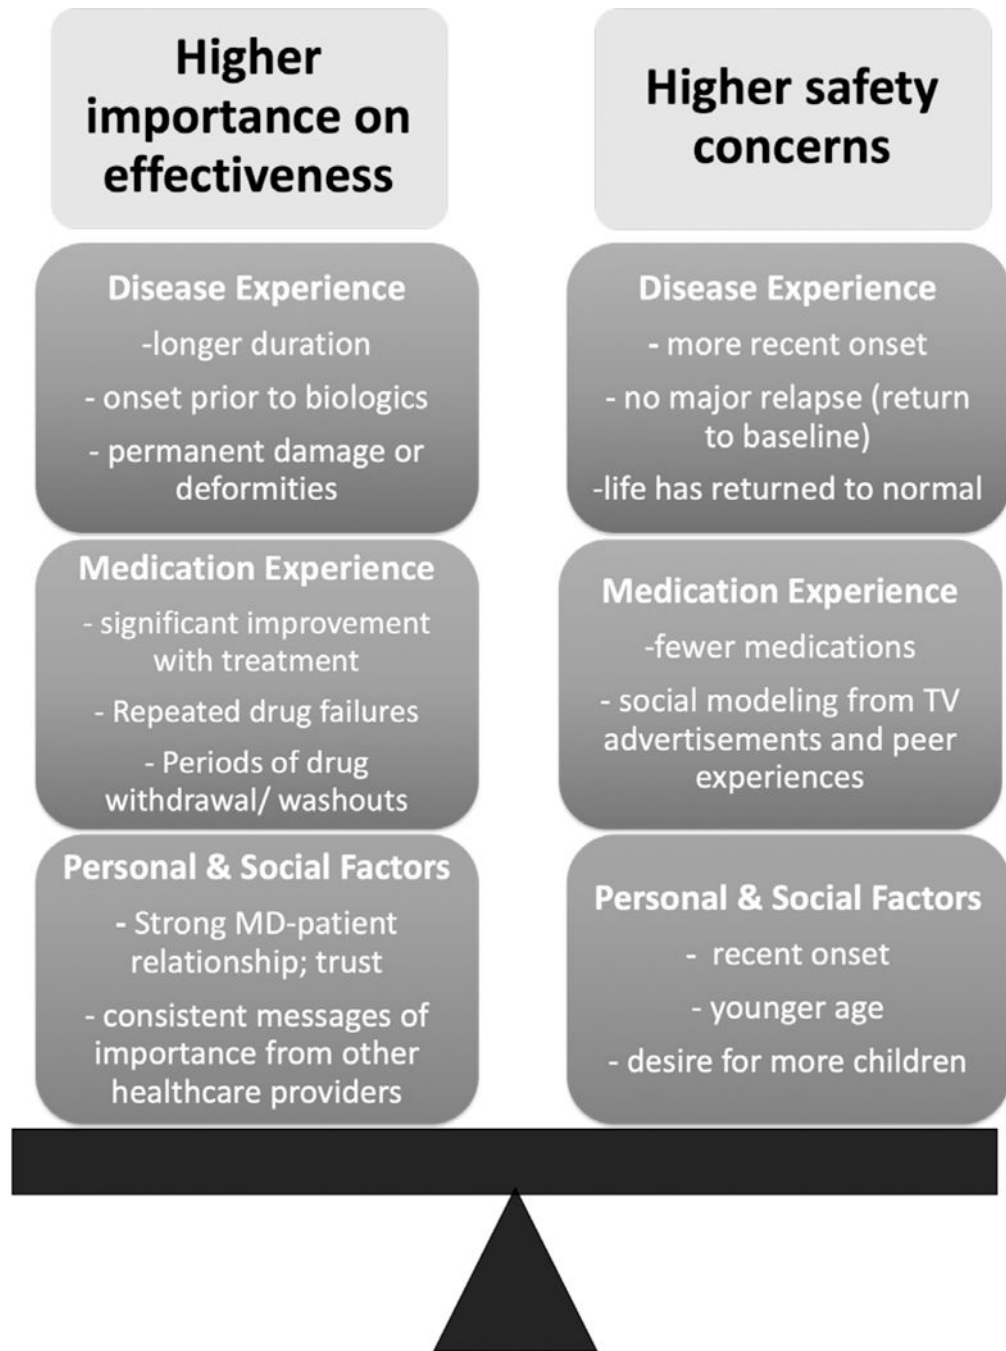 Higher
importance on
effectiveness
Disease Experience
-longer duration
- onset prior to biologics
- permanent damage or
deformities
Medication Experience
- significant improvement
with treatment
- Repeated drug failures
- Periods of drug
withdrawal/ washouts
Personal & Social Factors
- Strong MD-patient
relationship; trust
- consistent messages of
importance from other
healthcare providers
Higher safety
concerns
Disease Experience
- more recent onset
- no major relapse (return
to baseline)
-life has returned to normal
Medication Experience
-fewer medications
- social modeling from TV
advertisements and peer
experiences
Personal & Social Factors
- recent onset
- younger age
- desire for more children